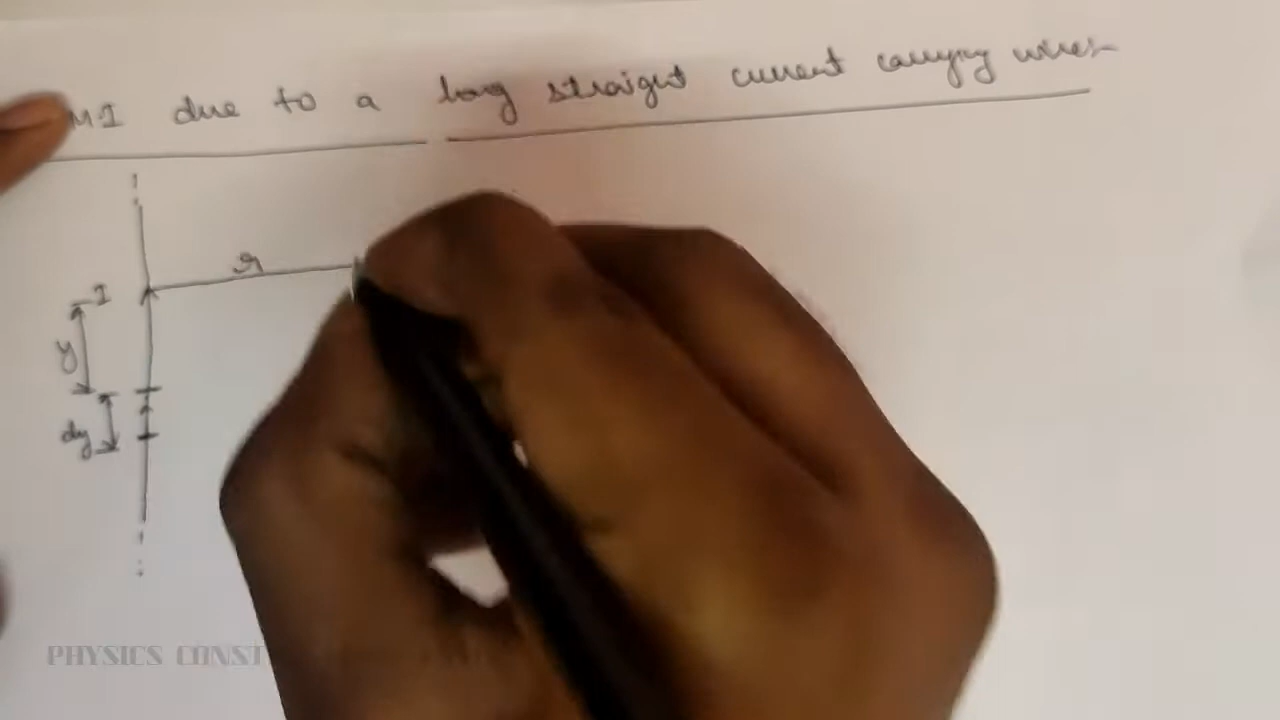 M.I due to a long straight current carrying wire
r
I
y
dy
PHYSICS CONST